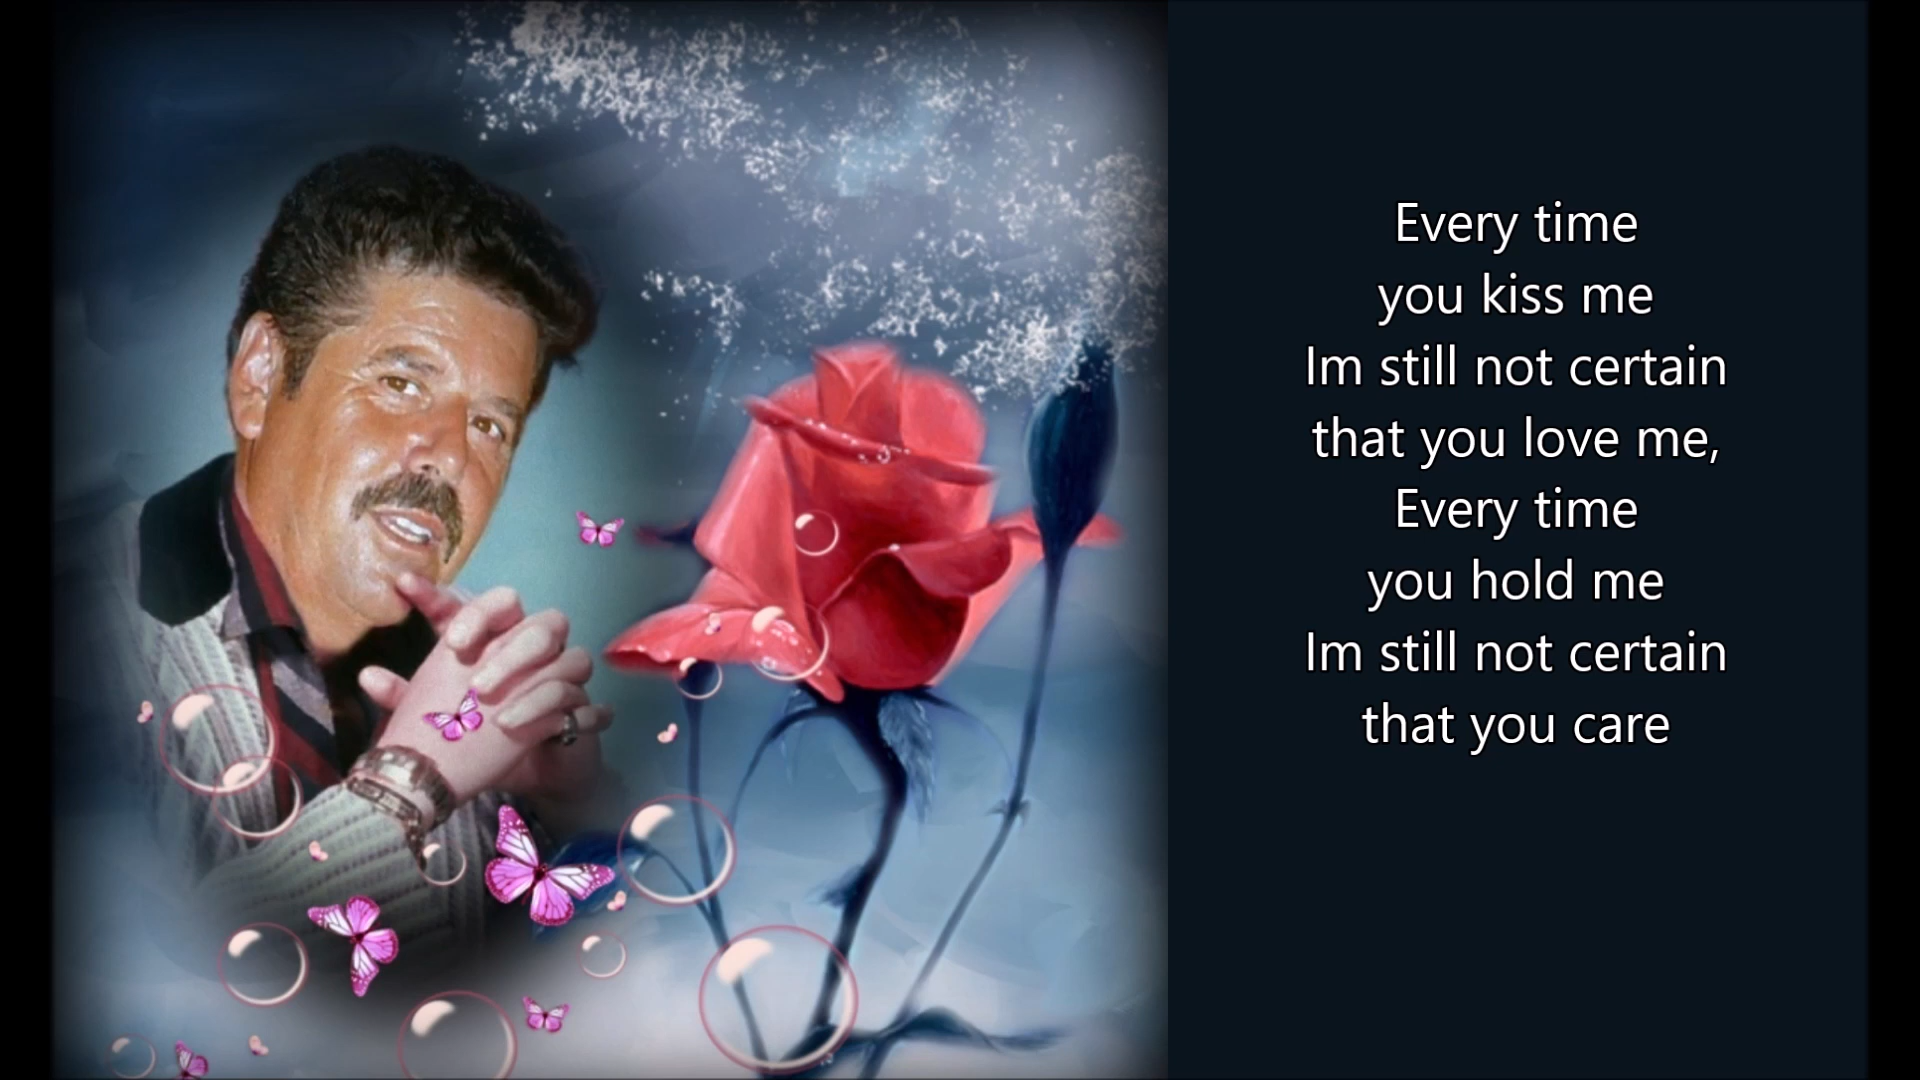 Every time
you kiss me
Im still not certain
that you love me,
Every time
you hold me
Im still not certain
that you care